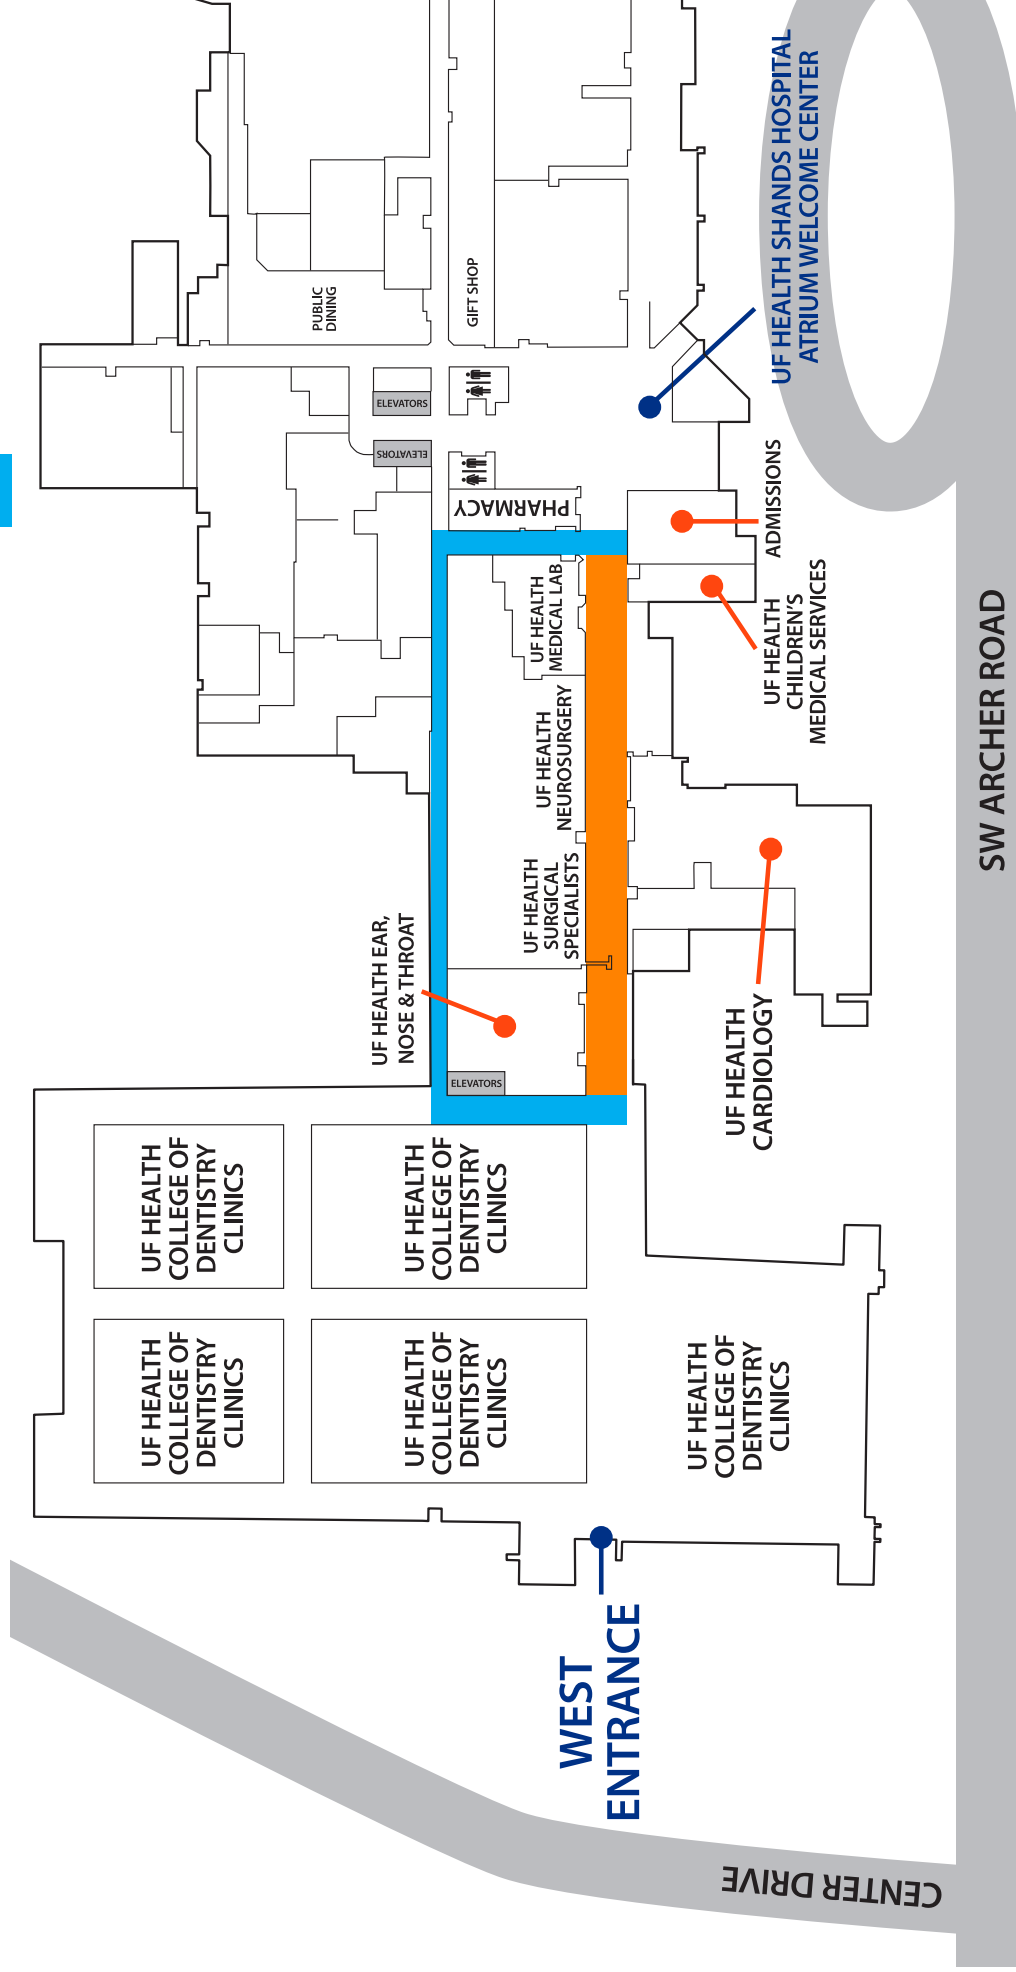 UF HEALTH SHANDS HOSPITAL
ATRIUM WELCOME CENTER
PUBLIC
DINING
GIFT SHOP
ELEVATORS
ELEVATORS
PHARMACY
ADMISSIONS
UF HEALTH
CHILDREN'S
MEDICAL SERVICES
UF HEALTH
MEDICAL LAB
UF HEALTH
NEUROSURGERY
UF HEALTH
SURGICAL
SPECIALISTS
UF HEALTH EAR,
NOSE & THROAT
ELEVATORS
UF HEALTH
CARDIOLOGY
SW ARCHER ROAD
UF HEALTH
COLLEGE OF
DENTISTRY
CLINICS
UF HEALTH
COLLEGE OF
DENTISTRY
CLINICS
UF HEALTH
COLLEGE OF
DENTISTRY
CLINICS
UF HEALTH
COLLEGE OF
DENTISTRY
CLINICS
UF HEALTH
COLLEGE OF
DENTISTRY
CLINICS
WEST
ENTRANCE
CENTER DRIVE